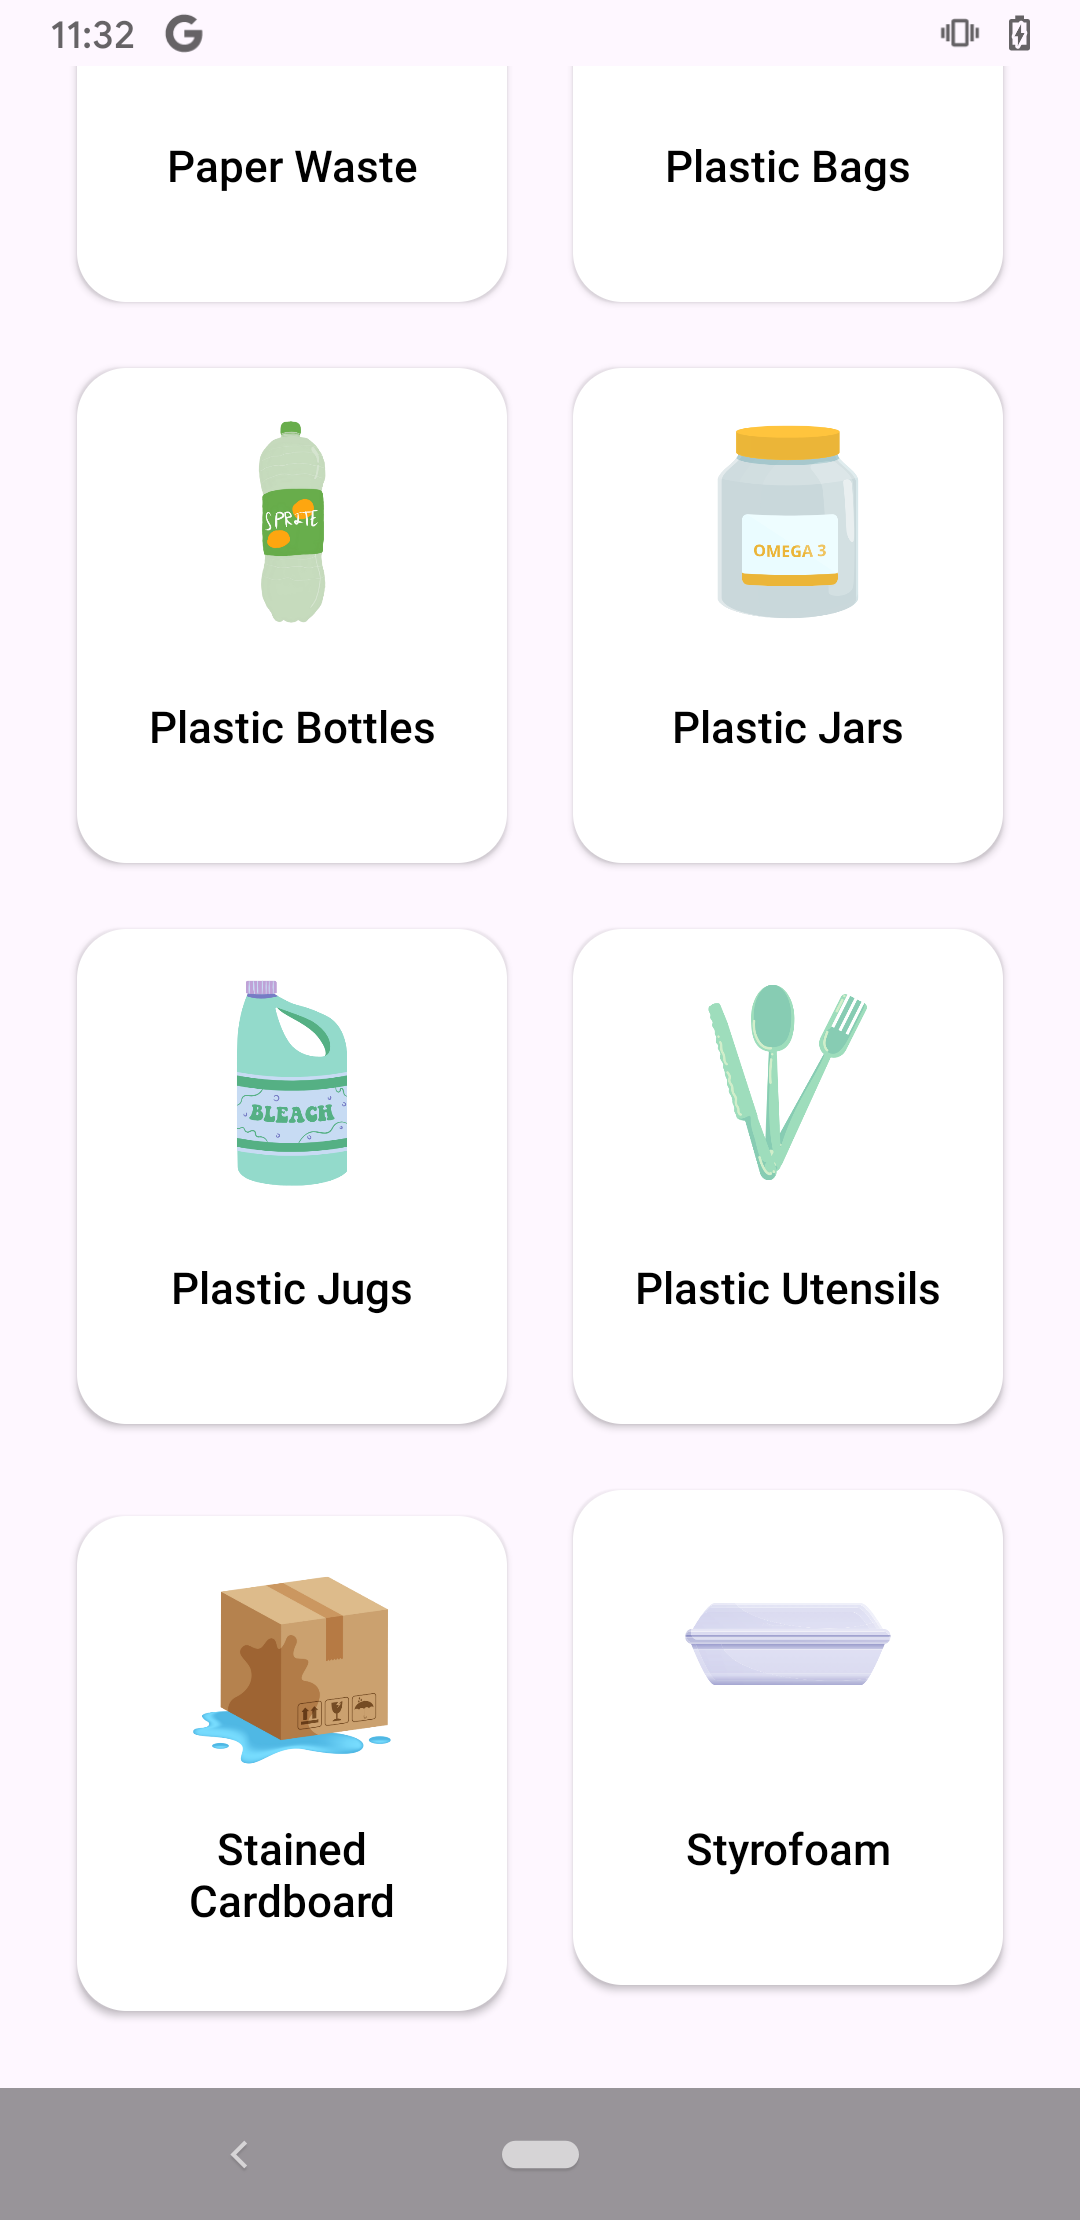 11:32
Paper Waste
Plastic Bags
SPRITE
OMEGA 3
Plastic Bottles
Plastic Jars
BLEACH
Plastic Jugs
Plastic Utensils
Stained
Cardboard
Styrofoam